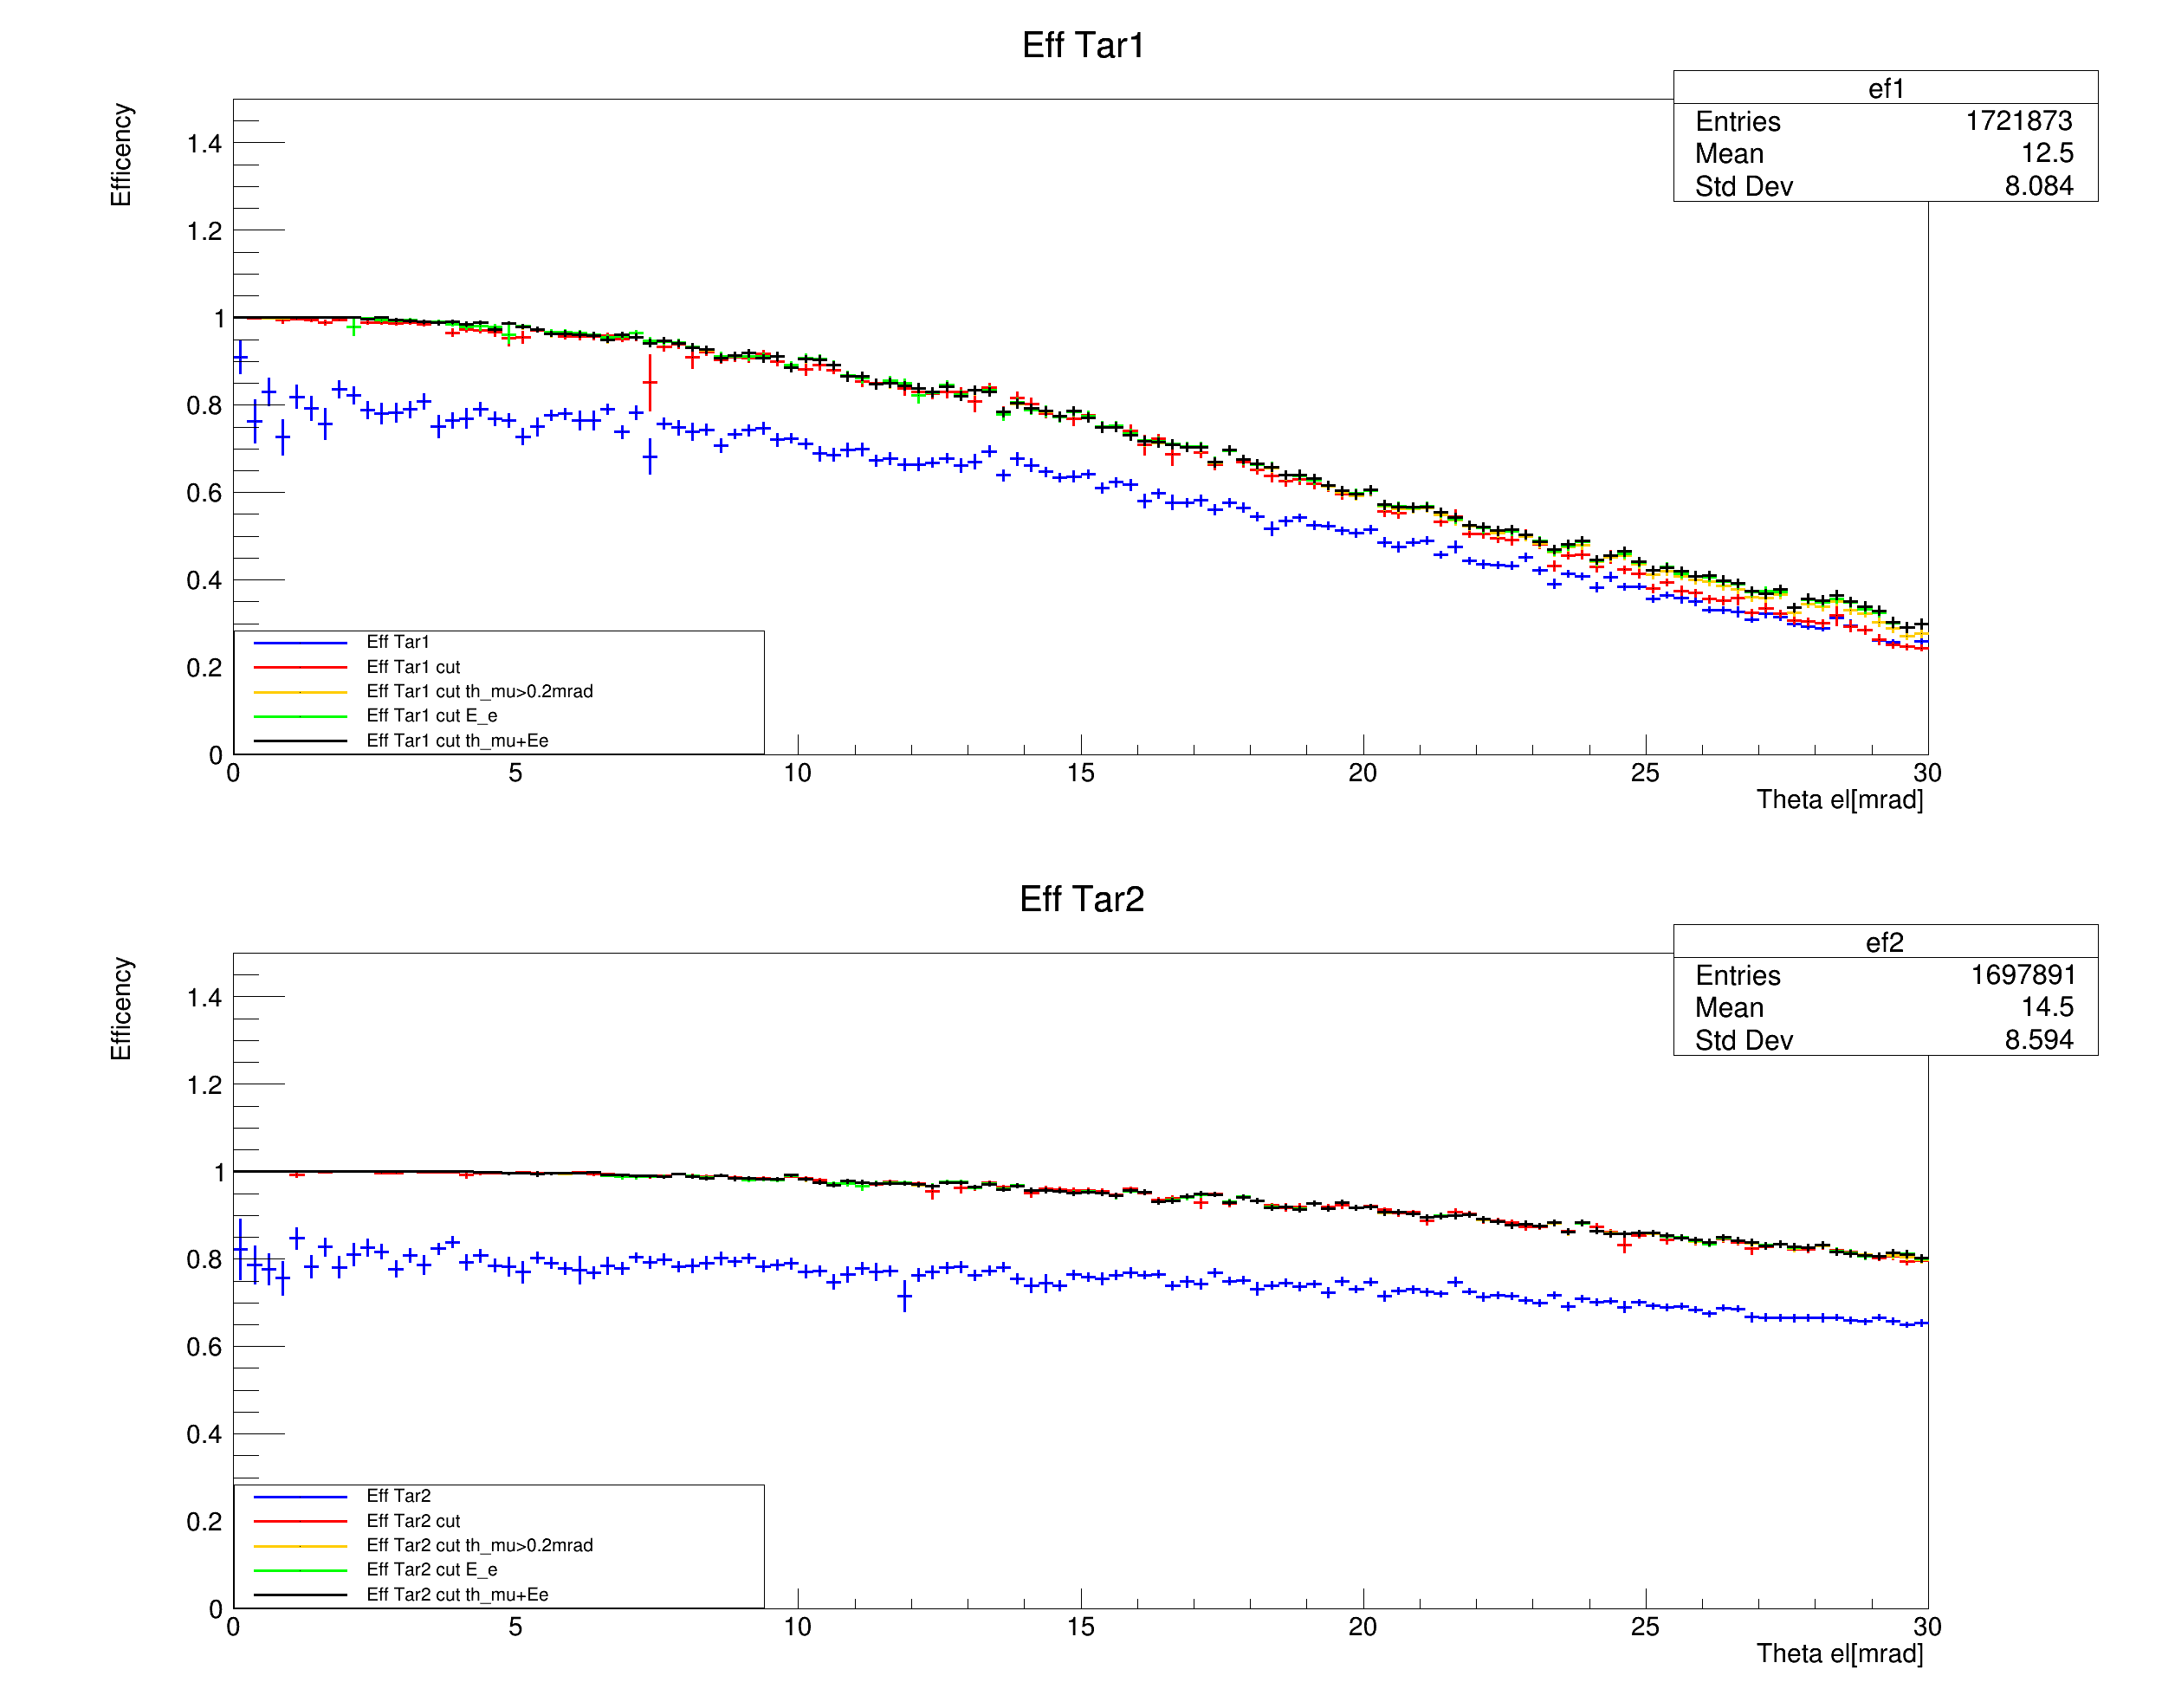 Eff Tar1
ef1
Entries 1721873
Mean 12.5
Std Dev 8.084
Efficency
1.4
1.2
1
0.8
0.6
0.4
0.2
0
Eff Tar1
Eff Tar1 cut
Eff Tar1 cut th_mu>0.2mrad
Eff Tar1 cut E_e
Eff Tar1 cut th_mu+Ee
0 5 10 15 20 25 30
Theta el[mrad]
Eff Tar2
ef2
Entries 1697891
Mean 14.5
Std Dev 8.594
Efficency
1.4
1.2
1
0.8
0.6
0.4
0.2
0
Eff Tar2
Eff Tar2 cut
Eff Tar2 cut th_mu>0.2mrad
Eff Tar2 cut E_e
Eff Tar2 cut th_mu+Ee
0 5 10 15 20 25 30
Theta el[mrad]